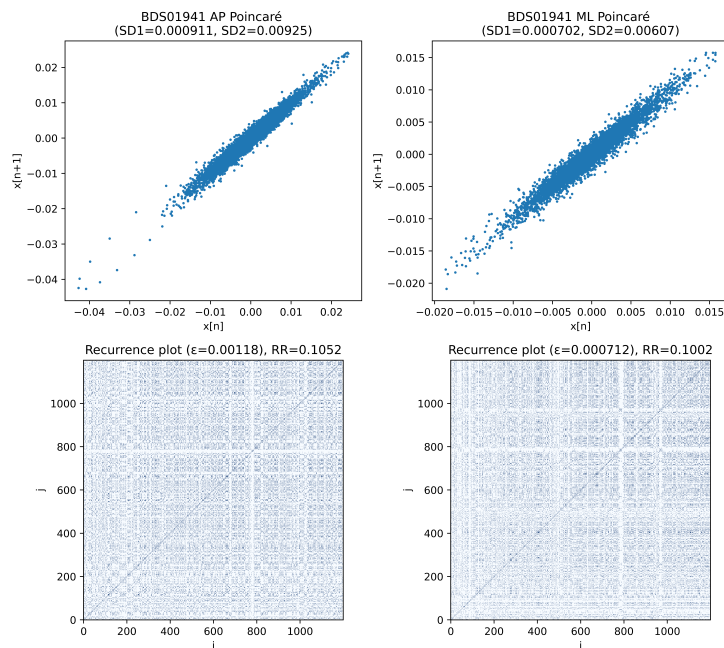 BDS01941 AP Poincaré
(SD1=0.000911, SD2=0.00925)
x[n+1]
0.02
0.01
0.00
−0.01
−0.02
−0.03
−0.04
−0.04 −0.03 −0.02 −0.01 0.00 0.01 0.02
x[n]
BDS01941 ML Poincaré
(SD1=0.000702, SD2=0.00607)
x[n+1]
0.015
0.010
0.005
0.000
−0.005
−0.010
−0.015
−0.020
−0.020 −0.015 −0.010 −0.005 0.000 0.005 0.010 0.015
x[n]
Recurrence plot (ε=0.00118), RR=0.1052
j
1000
800
600
400
200
0
0 200 400 600 800 1000
i
Recurrence plot (ε=0.000712), RR=0.1002
j
1000
800
600
400
200
0
0 200 400 600 800 1000
i